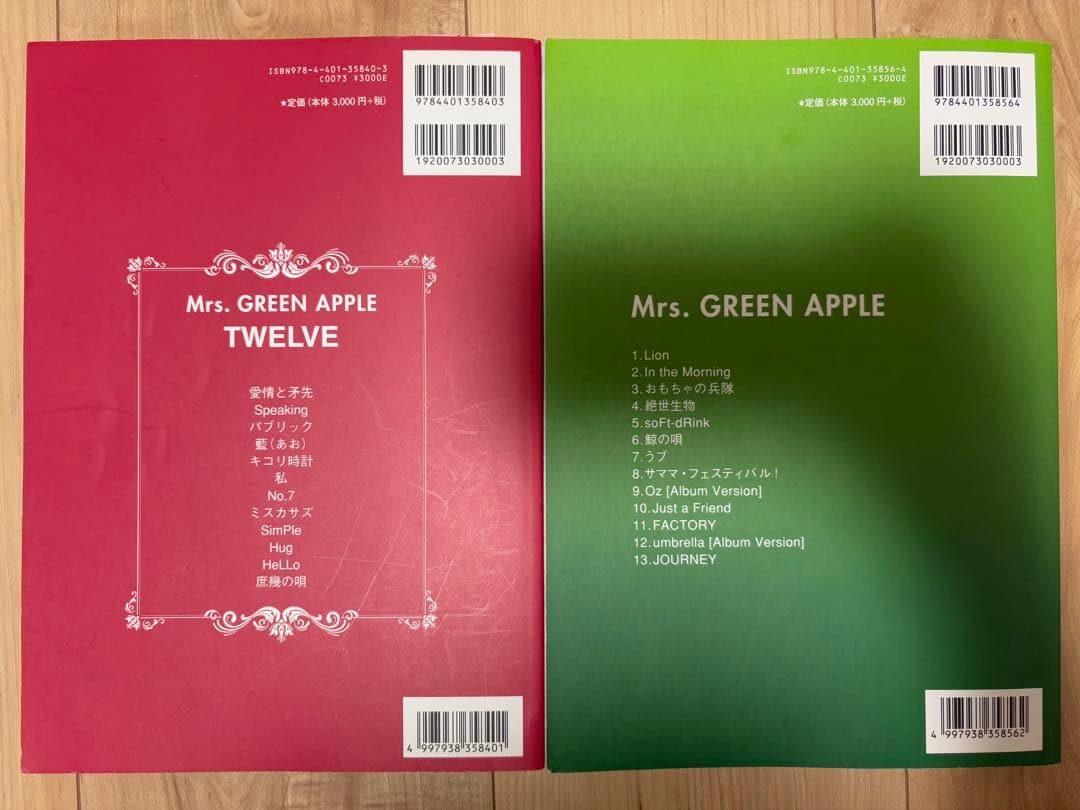 ISBN978-4-401-35840-3
C0073 ¥3000E
★定価(本体 3,000円+税)
9784401358403
1920073030003
Mrs. GREEN APPLE
TWELVE
愛情と矛先
Speaking
パブリック
藍(あお)
キコリ時計
私
No.7
ミスカサズ
SimPle
Hug
HeLLo
庶幾の唄
4 997938 358401
ISBN978-4-401-35856-4
C0073 ¥3000E
★定価(本体 3,000円+税)
9784401358564
1920073030003
Mrs. GREEN APPLE
1.Lion
2.In the Morning
3.おもちゃの兵隊
4.絶世生物
5.soFt-dRink
6.鯨の唄
7.うブ
8.サママ・フェスティバル!
9.Oz [Album Version]
10.Just a Friend
11.FACTORY
12.umbrella [Album Version]
13.JOURNEY
4 997938 358562